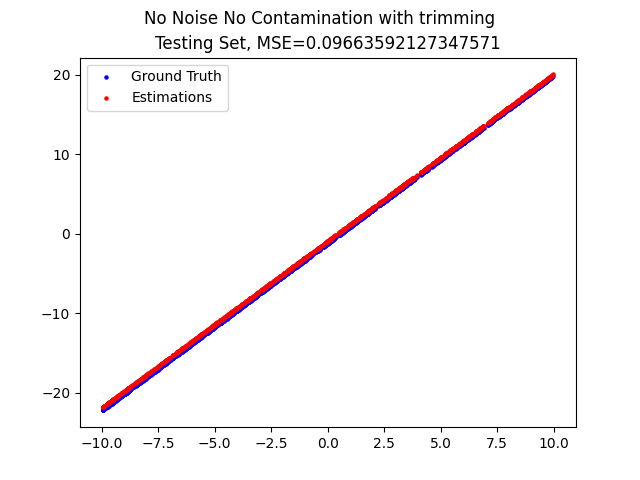 No Noise No Contamination with trimming
Testing Set, MSE=0.09663592127347571
Ground Truth
Estimations
20
10
0
−10
−20
−10.0 −7.5 −5.0 −2.5 0.0 2.5 5.0 7.5 10.0